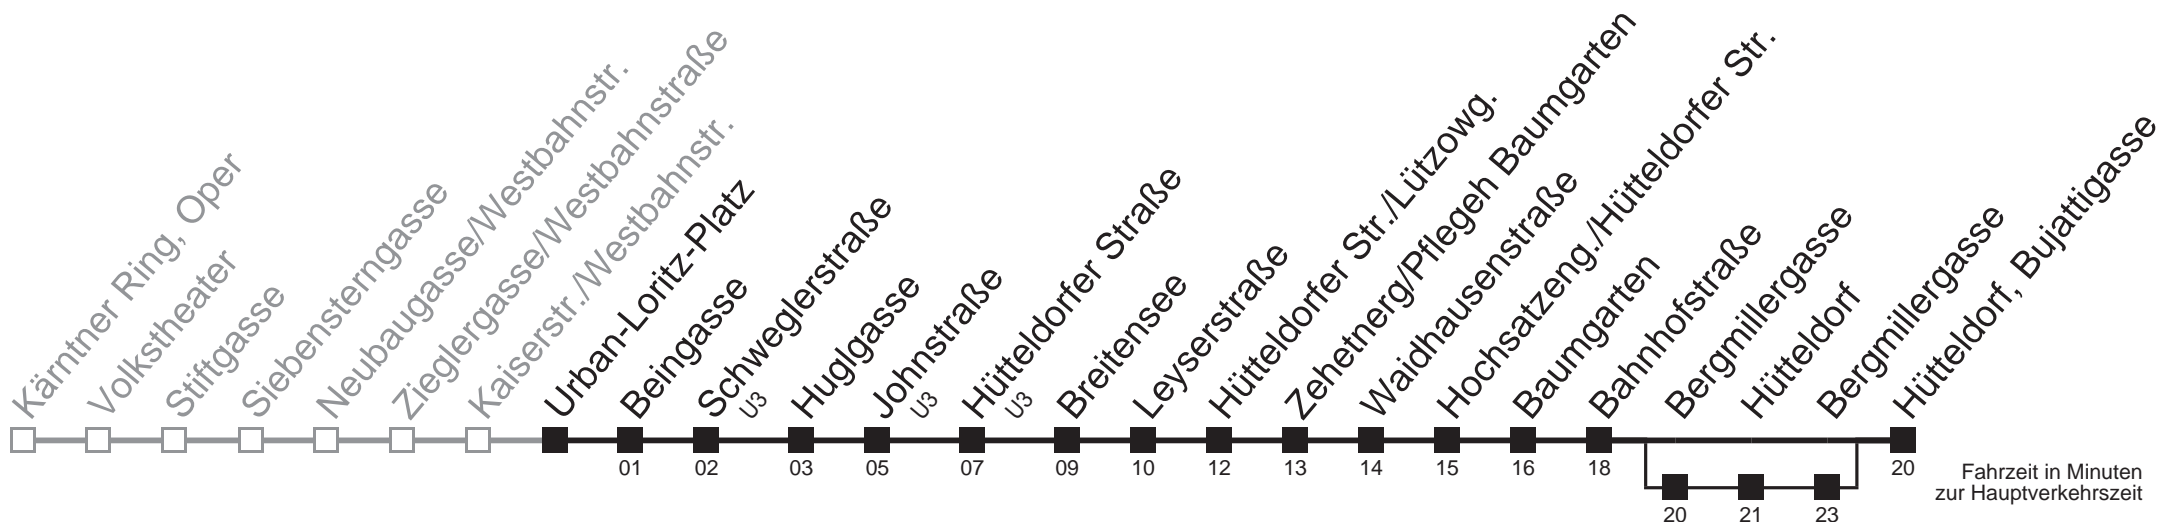 Kärntner Ring, Oper
Volkstheater
Stiftgasse
Siebensterngasse
Neubaugasse/Westbahnstr.
Zieglergasse/Westbahnstraße
Kaiserstr./Westbahnstr.
Urban-Loritz-Platz
Beingasse
Schweglerstraße
U3
Huglgasse
Johnstraße
U3
Hütteldorfer Straße
U3
Breitensee
Leyserstraße
Hütteldorfer Str./Lützowg.
Zehetnerg/Pflegeh Baumgarten
Waidhausenstraße
Hochsatzeng./Hütteldorfer Str.
Baumgarten
Bahnhofstraße
Bergmillergasse
Hütteldorf
Bergmillergasse
Hütteldorf, Bujattigasse
01 02 03 05 07 09 10 12 13 14 15 16 18 20
20 21 23
Fahrzeit in Minuten
zur Hauptverkehrszeit